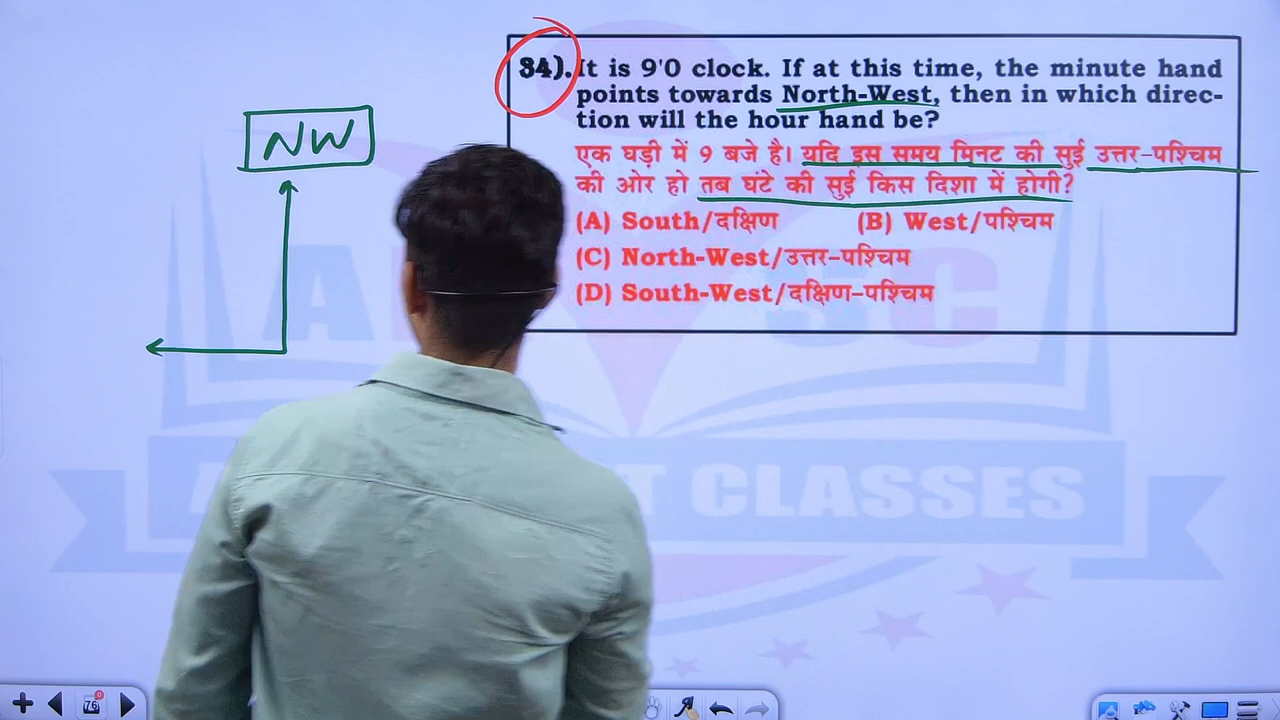 NW
34). It is 9'0 clock. If at this time, the minute hand
points towards North-West, then in which direc-
tion will the hour hand be?
एक घड़ी में 9 बजे है। यदि इस समय मिनट की सुई उत्तर-पश्चिम
की ओर हो तब घंटे की सुई किस दिशा में होगी?
(A) South/दक्षिण (B) West/पश्चिम
(C) North-West/उत्तर-पश्चिम
(D) South-West/दक्षिण-पश्चिम
CLASSES
76